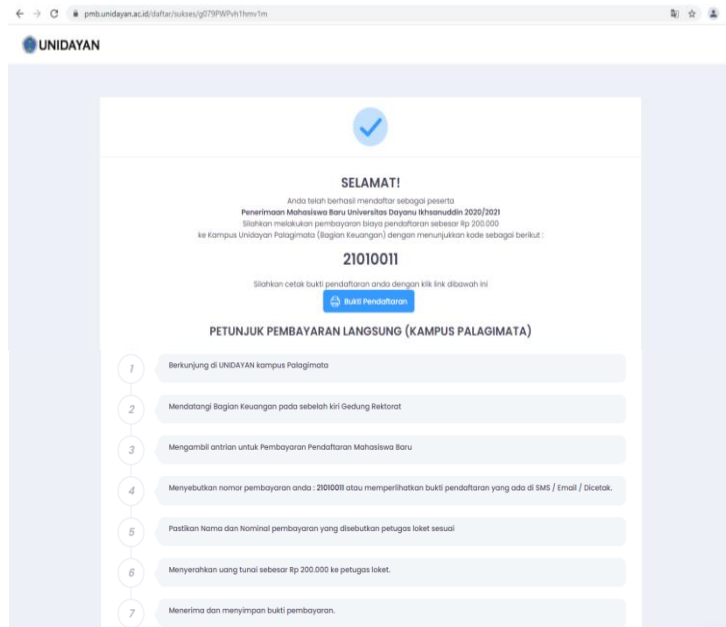 pmb.unidayan.ac.id/daftar/sukses/g079PWPvh1hmv1m
UNIDAYAN
SELAMAT!
Anda telah berhasil mendaftar sebagai peserta
Penerimaan Mahasiswa Baru Universitas Dayanu Ikhsanuddin 2020/2021
Silahkan melakukan pembayaran biaya pendaftaran sebesar Rp 200.000
ke Kampus Unidayan Palagimata (Bagian Keuangan) dengan menunjukkan kode sebagai berikut :
21010011
Silahkan cetak bukti pendaftaran anda dengan klik link dibawah ini
Bukti Pendaftaran
PETUNJUK PEMBAYARAN LANGSUNG (KAMPUS PALAGIMATA)
1 Berkunjung di UNIDAYAN kampus Palagimata
2 Mendatangi Bagian Keuangan pada sebelah kiri Gedung Rektorat
3 Mengambil antrian untuk Pembayaran Pendaftaran Mahasiswa Baru
4 Menyebutkan nomor pembayaran anda : 21010011 atau memperlihatkan bukti pendaftaran yang ada di SMS / Email / Dicetak.
5 Pastikan Nama dan Nominal pembayaran yang disebutkan petugas loket sesuai
6 Menyerahkan uang tunai sebesar Rp 200.000 ke petugas loket.
7 Menerima dan menyimpan bukti pembayaran.